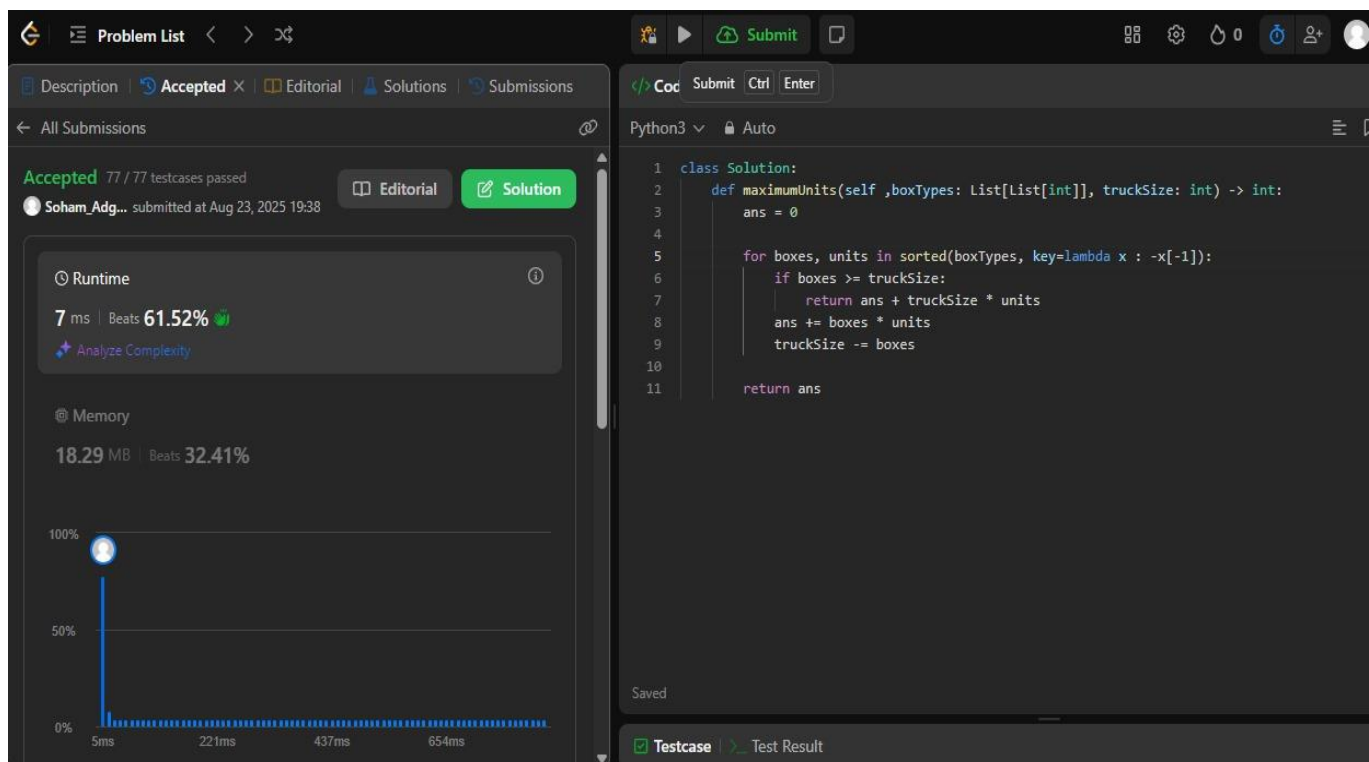 Problem List
Submit
0
Description
Accepted
Editorial
Solutions
Submissions
All Submissions
Accepted 77 / 77 testcases passed
Soham_Adg... submitted at Aug 23, 2025 19:38
Editorial
Solution
Runtime
7 ms | Beats 61.52%
Analyze Complexity
Memory
18.29 MB | Beats 32.41%
100%
50%
0%
5ms 221ms 437ms 654ms
</> Cod
Submit Ctrl Enter
Python3 Auto
1 class Solution:
2 def maximumUnits(self ,boxTypes: List[List[int]], truckSize: int) -> int:
3 ans = 0
4
5 for boxes, units in sorted(boxTypes, key=lambda x : -x[-1]):
6 if boxes >= truckSize:
7 return ans + truckSize * units
8 ans += boxes * units
9 truckSize -= boxes
10
11 return ans
Saved
Testcase | >_ Test Result